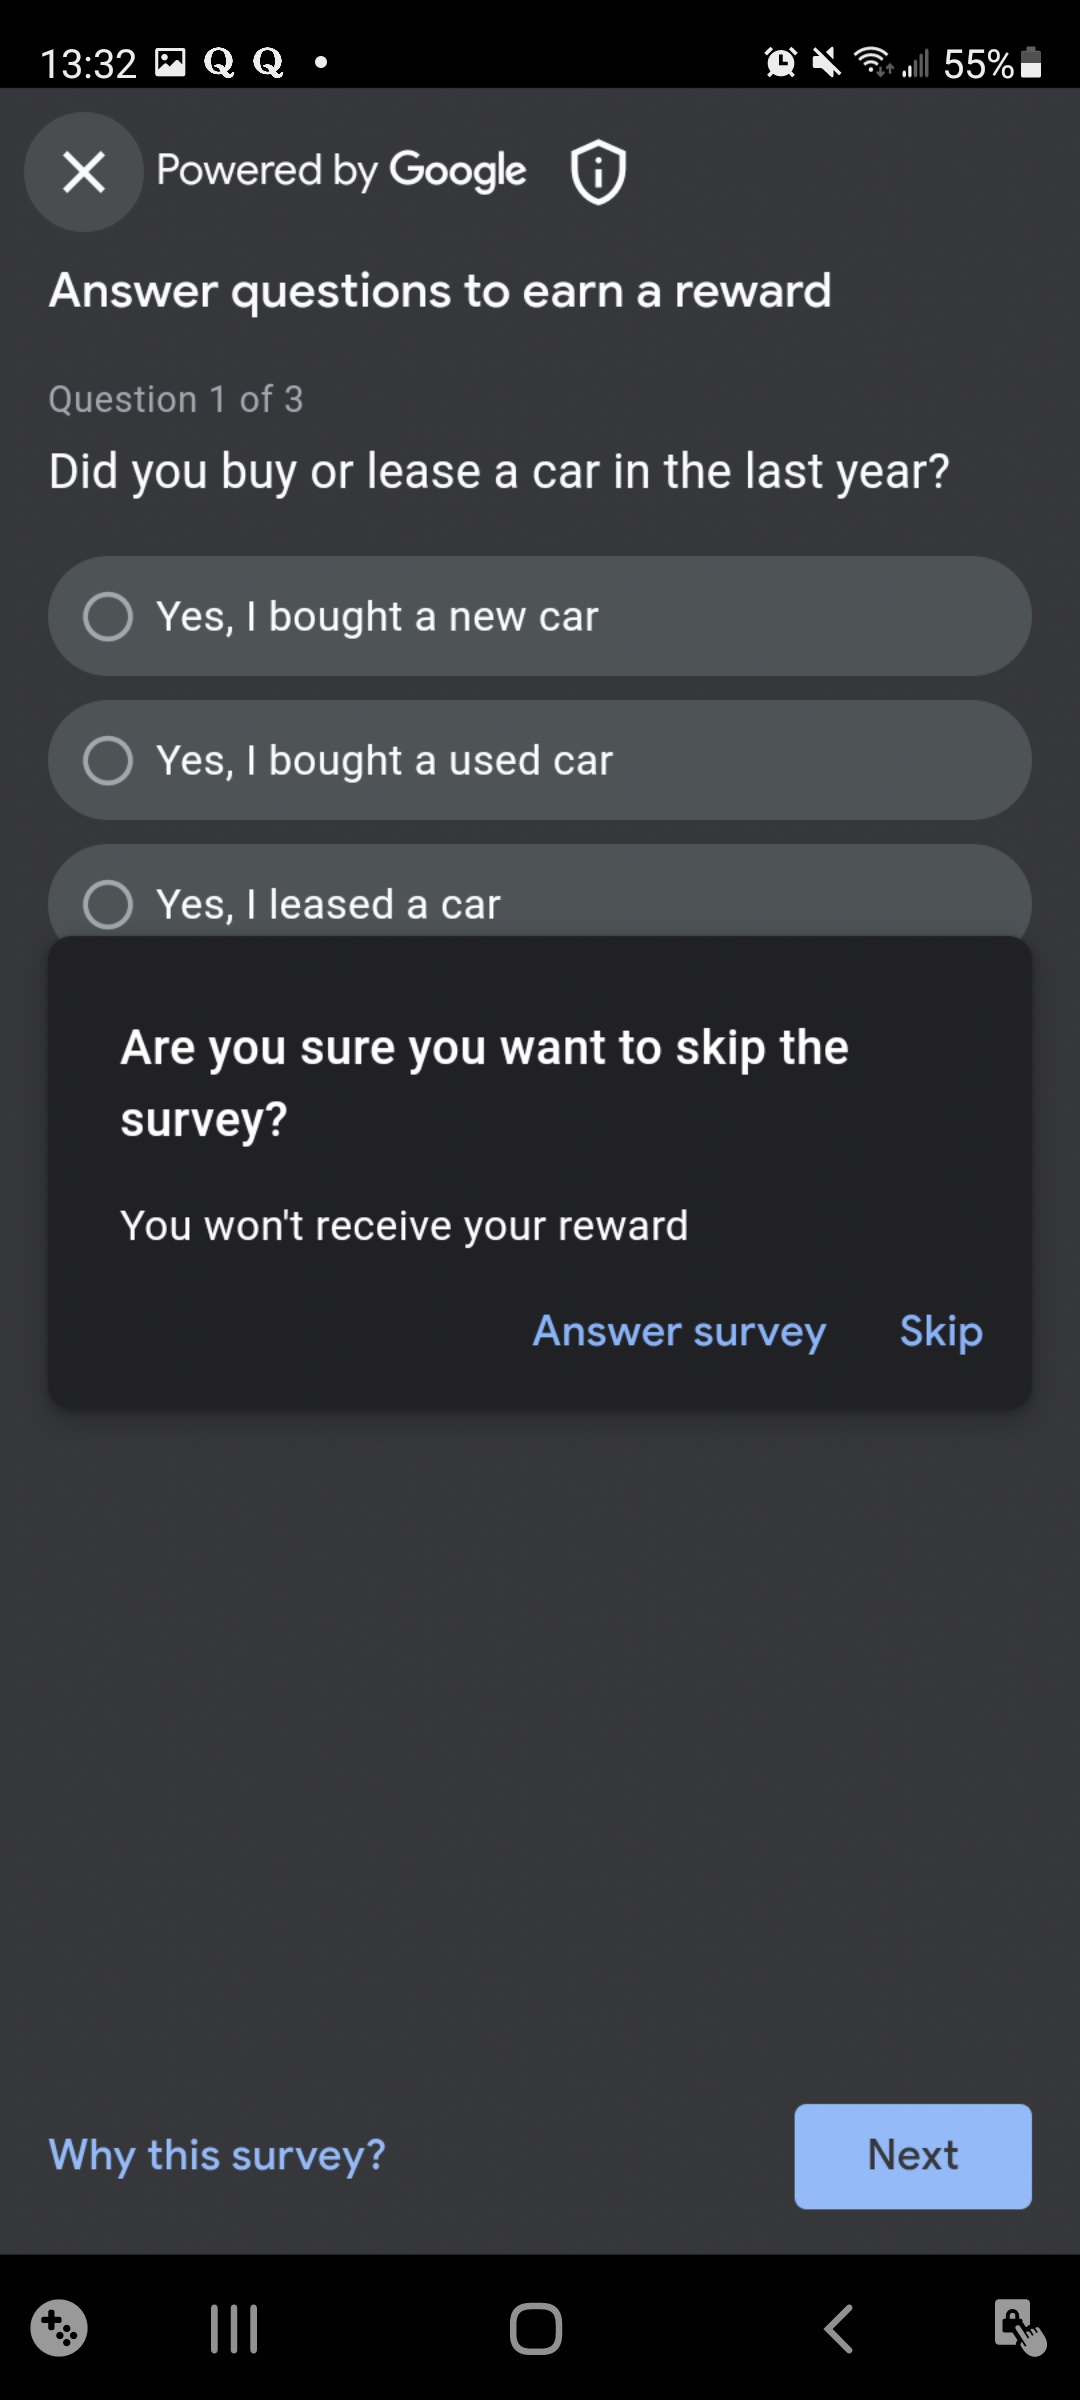 13:32 Q Q • 55%
Powered by Google
Answer questions to earn a reward
Question 1 of 3
Did you buy or lease a car in the last year?
Yes, I bought a new car
Yes, I bought a used car
Yes, I leased a car
Are you sure you want to skip the
survey?
You won't receive your reward
Answer survey Skip
Why this survey? Next